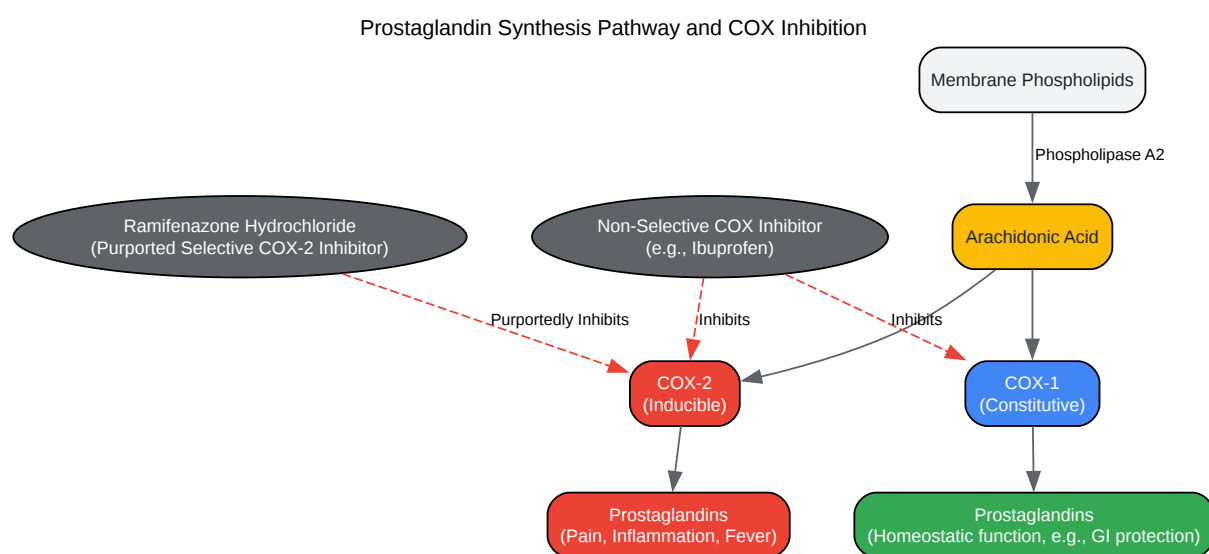 Prostaglandin Synthesis Pathway and COX Inhibition
Membrane Phospholipids
Phospholipase A2
Ramifenazone Hydrochloride
(Purported Selective COX-2 Inhibitor)
Non-Selective COX Inhibitor
(e.g., Ibuprofen)
Arachidonic Acid
Purportedly Inhibits
Inhibits
Inhibits
COX-2
(Inducible)
COX-1
(Constitutive)
Prostaglandins
(Pain, Inflammation, Fever)
Prostaglandins
(Homeostatic function, e.g., GI protection)